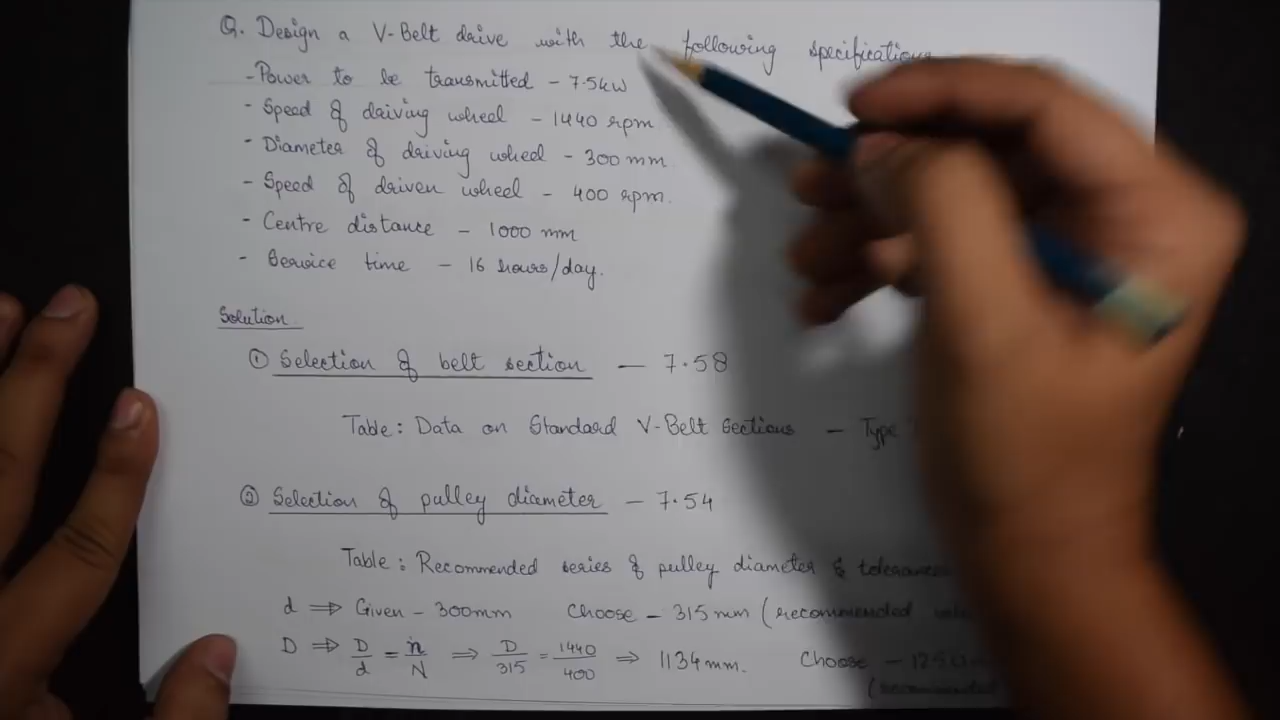 Q. Design a V-Belt drive with the following specifications
- Power to be transmitted - 7.5kW
- Speed of driving wheel - 1440 rpm
- Diameter of driving wheel - 300 mm
- Speed of driven wheel - 400 rpm.
- Centre distance - 1000 mm
- Service time - 16 hours/day.
Solution
① Selection of belt section — 7.58
Table: Data on Standard V-Belt Sections — Type
② Selection of pulley diameter — 7.54
Table: Recommended series of pulley diameter & tolerance
d ⇒ Given - 300mm Choose - 315 mm (recommended
D ⇒ D/d = n/N ⇒ D/315 = 1440/400 ⇒ 1134 mm. Choose - 1250
(recommended